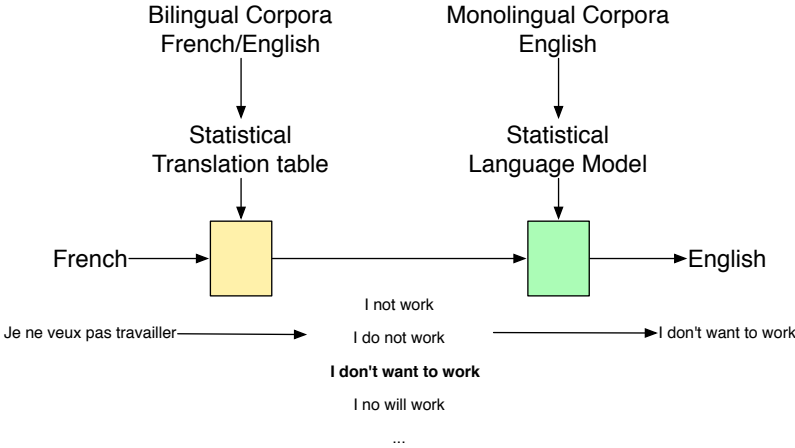 Bilingual Corpora
French/English
Monolingual Corpora
English
Statistical
Translation table
Statistical
Language Model
French
English
I not work
Je ne veux pas travailler
I do not work
I don't want to work
I don't want to work
I no will work
...